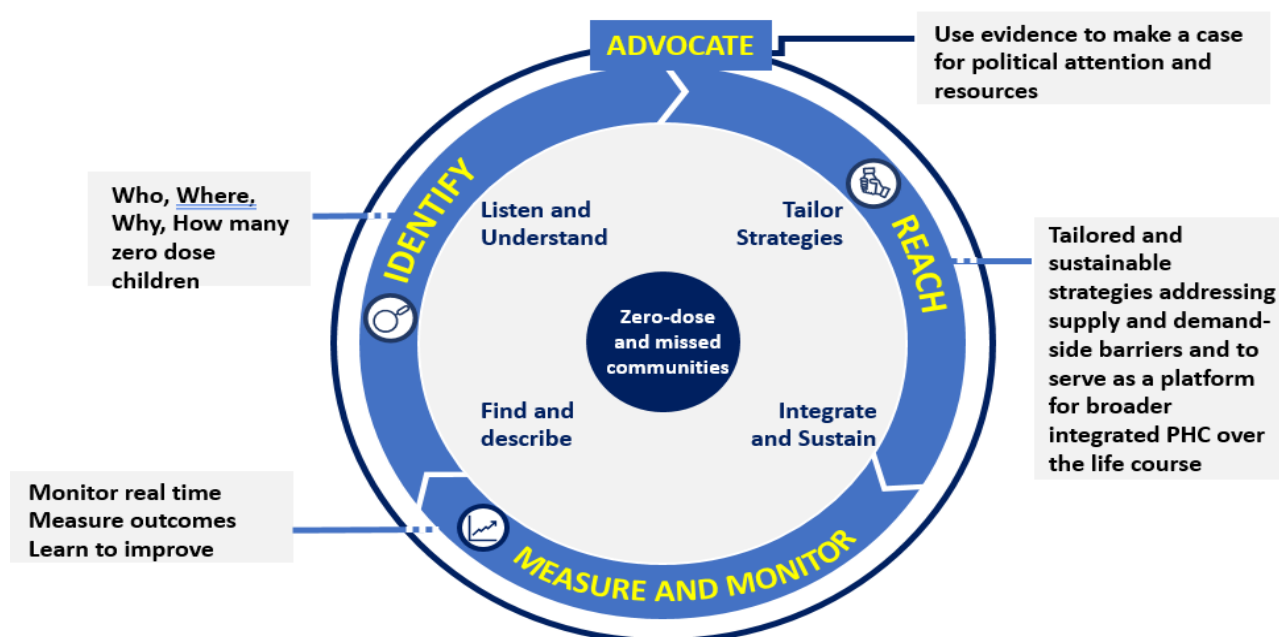 ADVOCATE
Use evidence to make a case
for political attention and
resources
Who, Where,
Why, How many
zero dose
children
IDENTIFY
Listen and
Understand
Tailor
Strategies
REACH
Tailored and
sustainable
strategies addressing
supply and demand-
side barriers and to
serve as a platform
for broader
integrated PHC over
the life course
Zero-dose
and missed
communities
Find and
describe
Integrate
and Sustain
Monitor real time
Measure outcomes
Learn to improve
MEASURE AND MONITOR